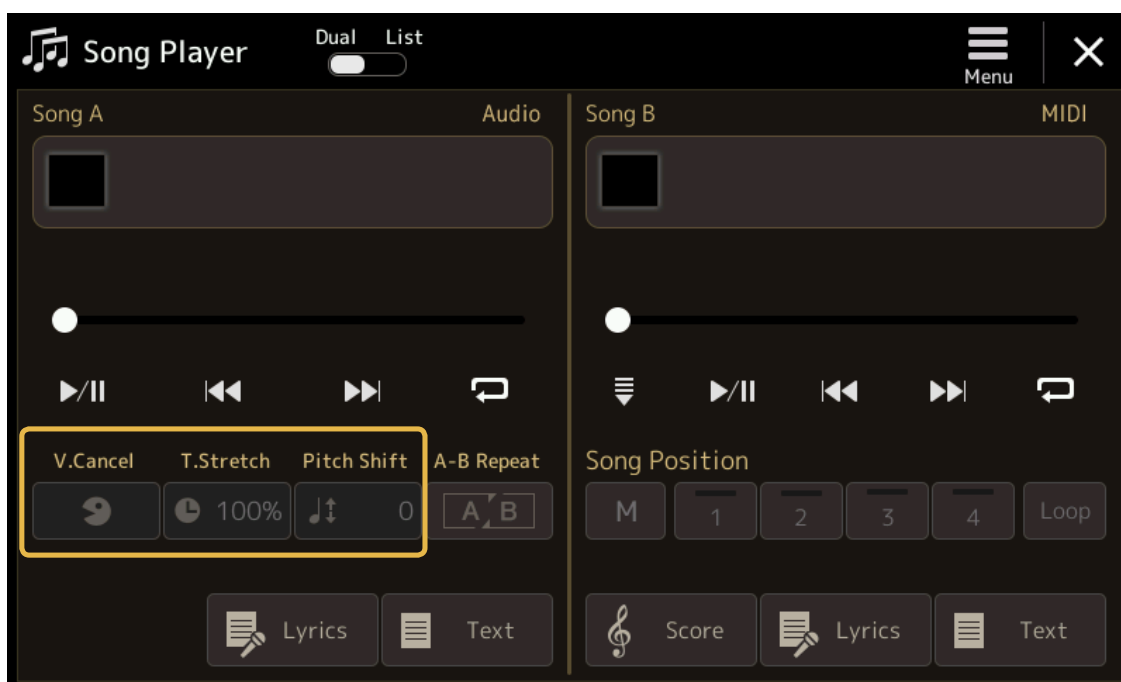 Song Player
Dual List
Menu
Song A Audio
Song B MIDI
V.Cancel T.Stretch Pitch Shift A-B Repeat
100% 0 A B
Song Position
M 1 2 3 4 Loop
Lyrics Text
Score Lyrics Text